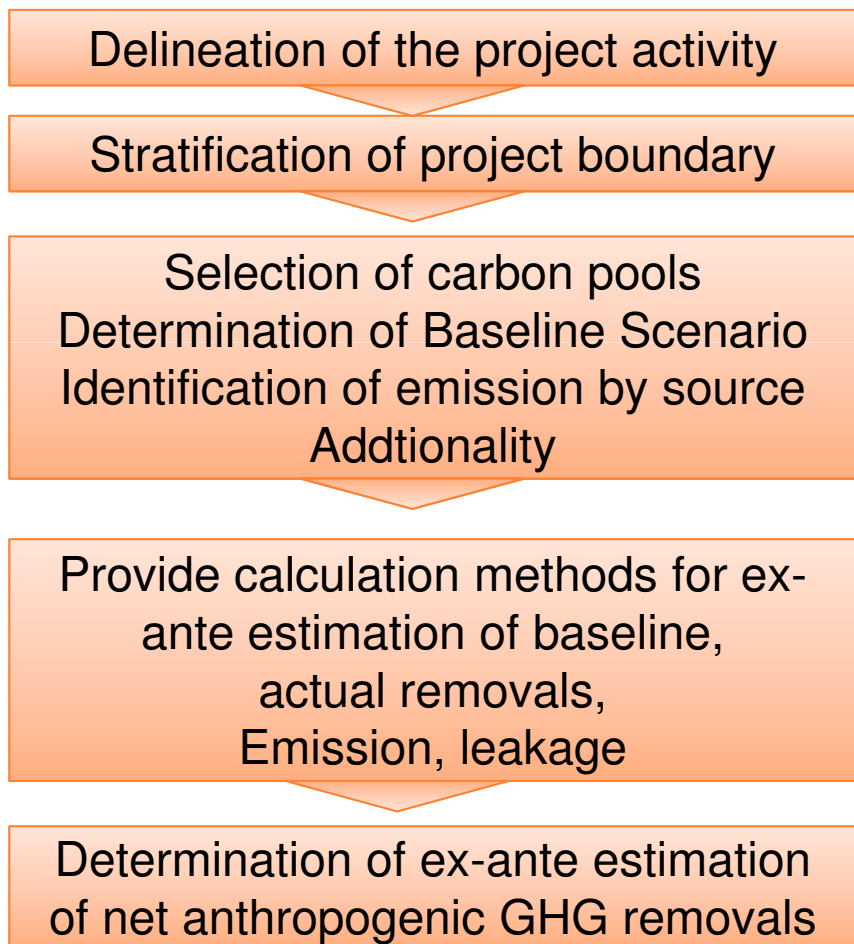 Delineation of the project activity
Stratification of project boundary
Selection of carbon pools
Determination of Baseline Scenario
Identification of emission by source
Addtionality
Provide calculation methods for ex-
ante estimation of baseline,
actual removals,
Emission, leakage
Determination of ex-ante estimation
of net anthropogenic GHG removals